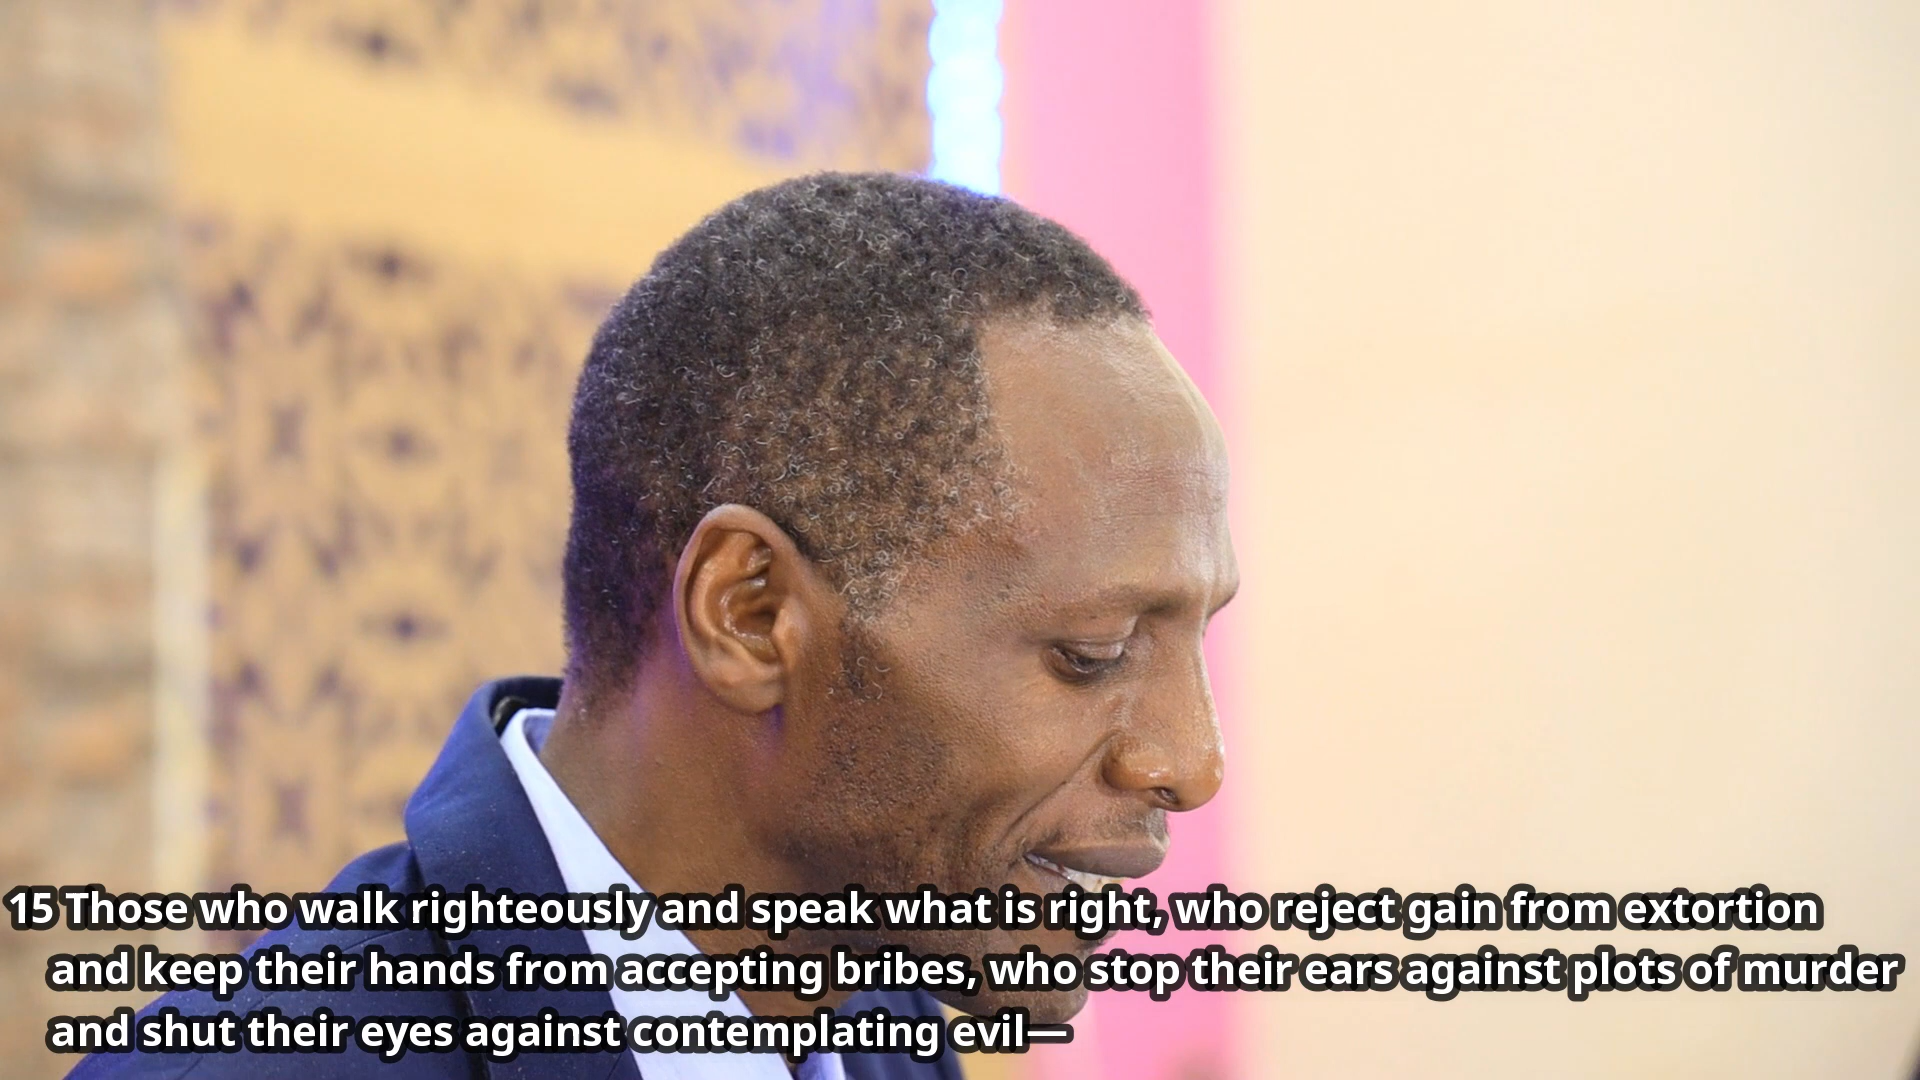 15 Those who walk righteously and speak what is right, who reject gain from extortion
and keep their hands from accepting bribes, who stop their ears against plots of murder
and shut their eyes against contemplating evil—